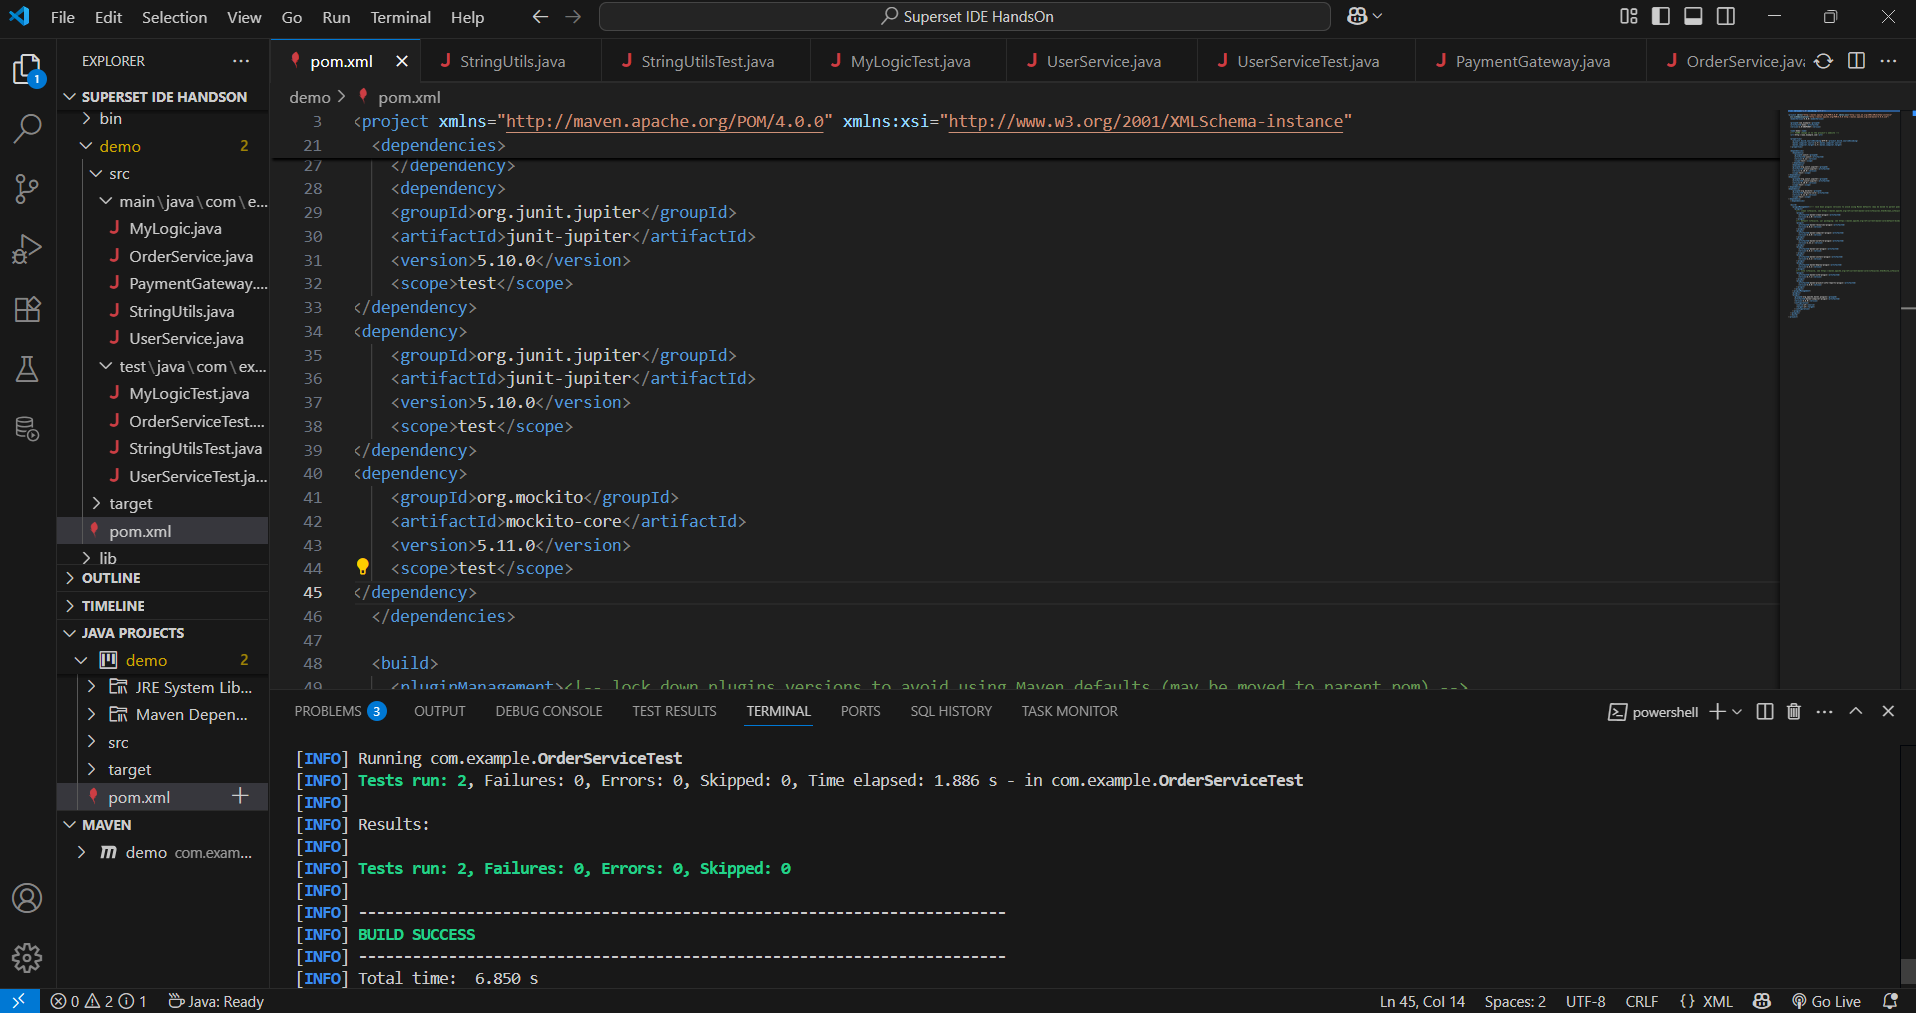 File Edit Selection View Go Run Terminal Help
Superset IDE HandsOn
EXPLORER
1
SUPERSET IDE HANDSON
bin
demo 2
src
main\java\com\e...
MyLogic.java
OrderService.java
PaymentGateway....
StringUtils.java
UserService.java
test\java\com\ex...
MyLogicTest.java
OrderServiceTest....
StringUtilsTest.java
UserServiceTest.ja...
target
pom.xml
lib
OUTLINE
TIMELINE
JAVA PROJECTS
demo 2
JRE System Lib...
Maven Depen...
src
target
pom.xml
MAVEN
demo com.exam...
pom.xml StringUtils.java StringUtilsTest.java MyLogicTest.java UserService.java UserServiceTest.java PaymentGateway.java OrderService.java
demo > pom.xml
3 <project xmlns="http://maven.apache.org/POM/4.0.0" xmlns:xsi="http://www.w3.org/2001/XMLSchema-instance"
21 <dependencies>
27 </dependency>
28 <dependency>
29 <groupId>org.junit.jupiter</groupId>
30 <artifactId>junit-jupiter</artifactId>
31 <version>5.10.0</version>
32 <scope>test</scope>
33 </dependency>
34 <dependency>
35 <groupId>org.junit.jupiter</groupId>
36 <artifactId>junit-jupiter</artifactId>
37 <version>5.10.0</version>
38 <scope>test</scope>
39 </dependency>
40 <dependency>
41 <groupId>org.mockito</groupId>
42 <artifactId>mockito-core</artifactId>
43 <version>5.11.0</version>
44 <scope>test</scope>
45 </dependency>
46 </dependencies>
47
48 <build>
49 <pluginManagement><!-- lock down plugins versions to avoid using Maven defaults (may be moved to parent pom) -->
PROBLEMS 3 OUTPUT DEBUG CONSOLE TEST RESULTS TERMINAL PORTS SQL HISTORY TASK MONITOR
powershell
[INFO] Running com.example.OrderServiceTest
[INFO] Tests run: 2, Failures: 0, Errors: 0, Skipped: 0, Time elapsed: 1.886 s - in com.example.OrderServiceTest
[INFO]
[INFO] Results:
[INFO]
[INFO] Tests run: 2, Failures: 0, Errors: 0, Skipped: 0
[INFO]
[INFO] ------------------------------------------------------------------------
[INFO] BUILD SUCCESS
[INFO] ------------------------------------------------------------------------
[INFO] Total time:  6.850 s
0 2 1 Java: Ready
Ln 45, Col 14 Spaces: 2 UTF-8 CRLF {} XML Go Live